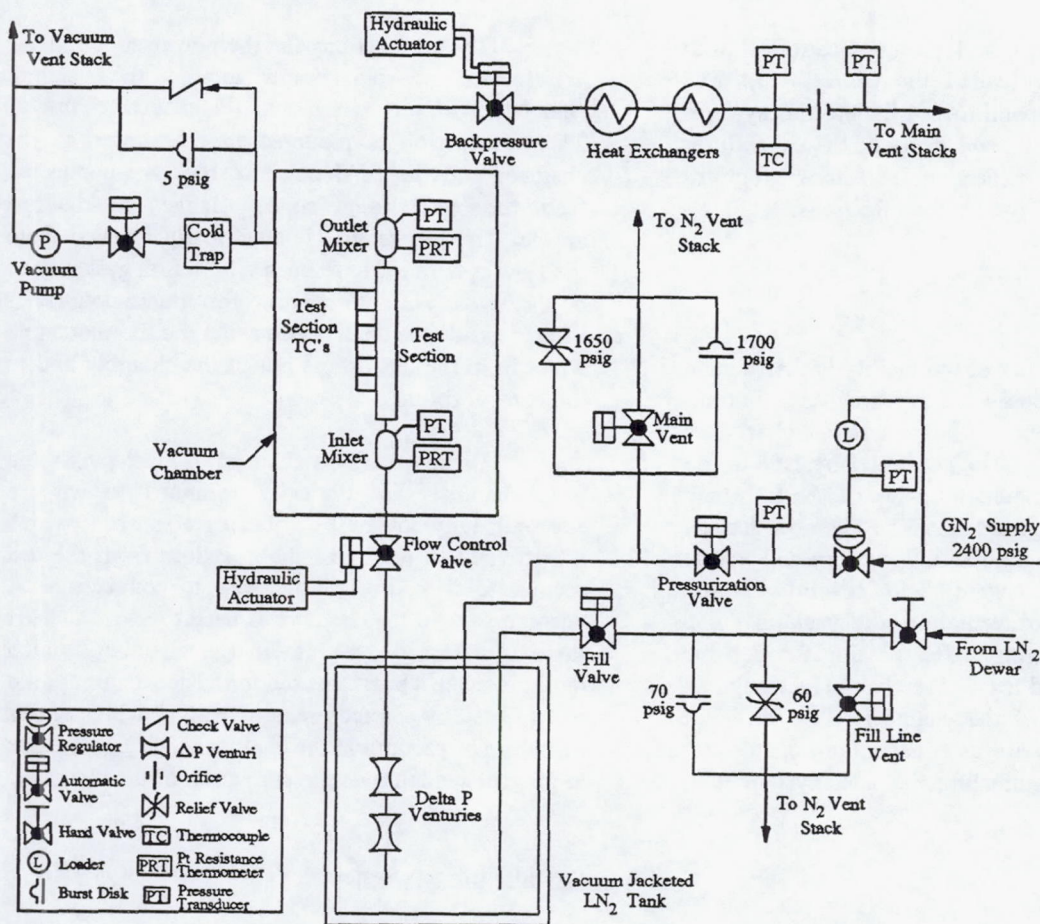 Hydraulic
Actuator
To Vacuum
Vent Stack
PT
PT
Backpressure
Valve
Heat Exchangers
TC
To Main
Vent Stacks
5 psig
P
Vacuum
Pump
Cold
Trap
Outlet
Mixer
PT
PRT
To N2 Vent
Stack
Test
Section
TC's
Test
Section
1650
psig
1700
psig
Main
Vent
L
PT
Inlet
Mixer
PT
PRT
Vacuum
Chamber
PT
GN2 Supply
2400 psig
Flow Control
Valve
Hydraulic
Actuator
Pressurization
Valve
From LN2
Dewar
Fill
Valve
70
psig
60
psig
Fill Line
Vent
To N2 Vent
Stack
Delta P
Venturies
Vacuum Jacketed
LN2 Tank
Pressure
Regulator
Automatic
Valve
Hand Valve
L
Loader
Burst Disk
Check Valve
ΔP Venturi
Orifice
Relief Valve
TC
Thermocouple
PRT
Pt Resistance
Thermometer
PT
Pressure
Transducer